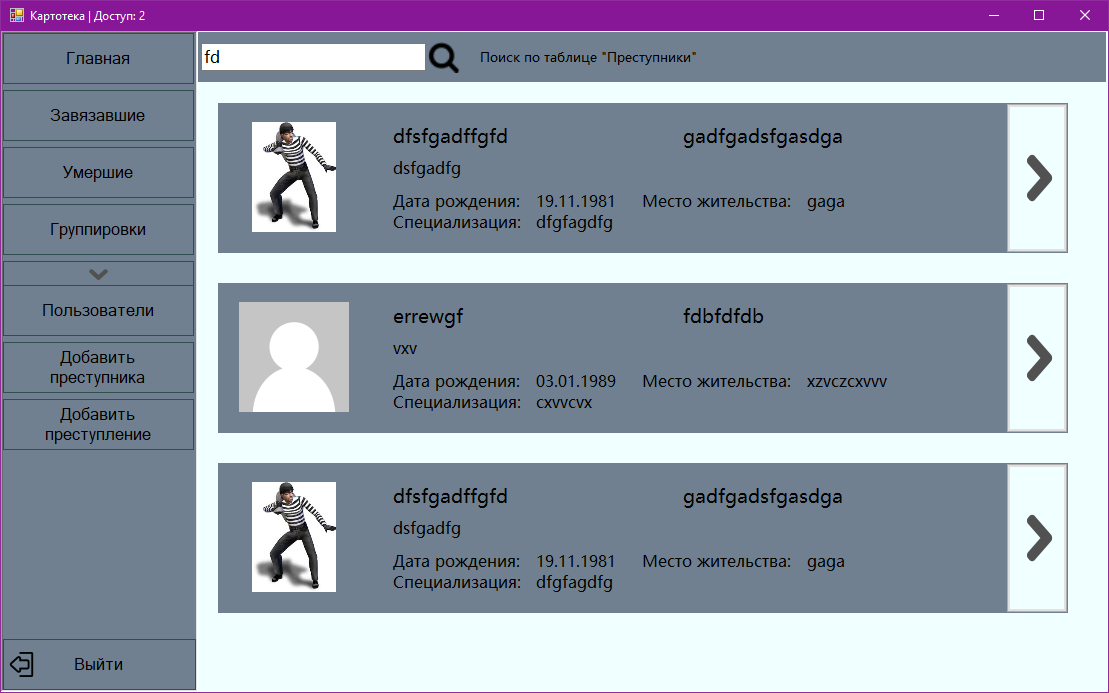 Картотека | Доступ: 2
Главная
Завязавшие
Умершие
Группировки
Пользователи
Добавить
преступника
Добавить
преступление
Выйти
fd
Поиск по таблице "Преступники"
dfsfgadffgfd gadfgadsfgasdga
dsfgadfg
Дата рождения: 19.11.1981 Место жительства: gaga
Специализация: dfgfagdfg
errewgf fdbfdfdb
vxv
Дата рождения: 03.01.1989 Место жительства: xzvczcxvvv
Специализация: cxvvcvx
dfsfgadffgfd gadfgadsfgasdga
dsfgadfg
Дата рождения: 19.11.1981 Место жительства: gaga
Специализация: dfgfagdfg